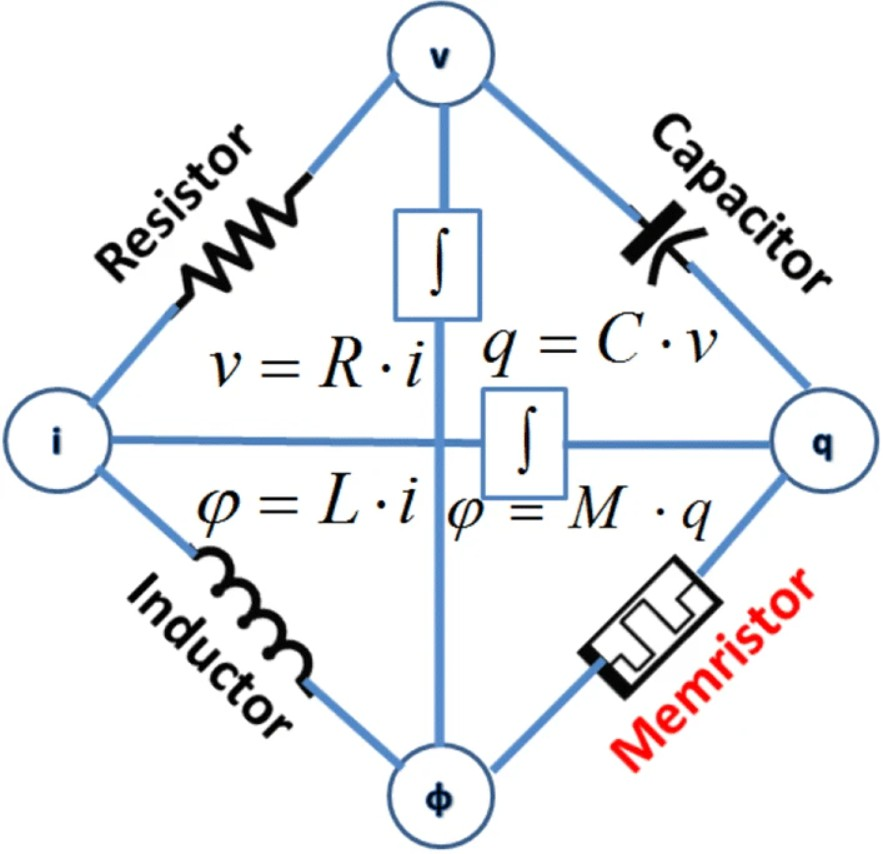 v
Resistor
Capacitor
∫
v = R · i
q = C · v
i
∫
q
φ = L · i
φ = M · q
Inductor
Memristor
ϕ